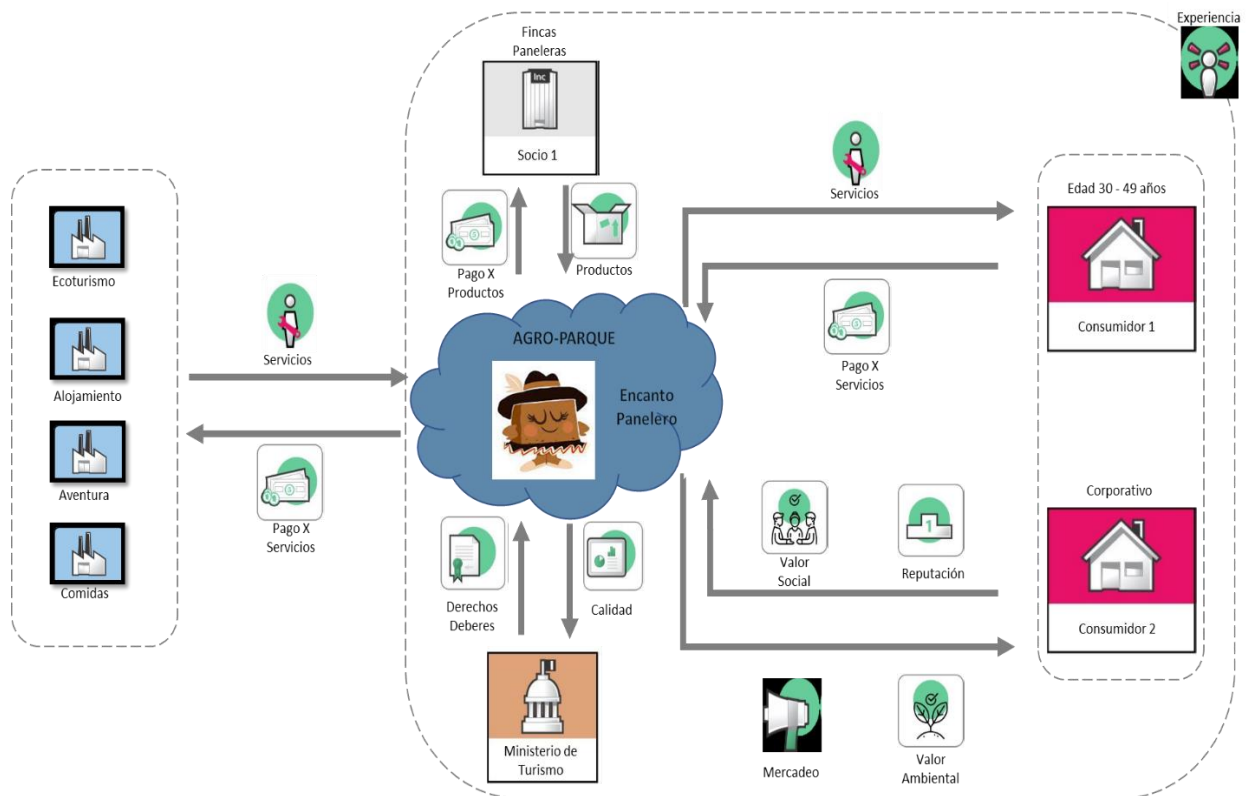 Experiencia
Fincas
Paneleras
Inc
Socio 1
Pago X
Productos
Productos
Servicios
Edad 30 - 49 años
Consumidor 1
Pago X
Servicios
Ecoturismo
Alojamiento
Aventura
Comidas
Servicios
Pago X
Servicios
AGRO-PARQUE
Encanto
Panelero
Derechos
Deberes
Calidad
Ministerio de
Turismo
Valor
Social
1
Reputación
Corporativo
Consumidor 2
Mercadeo
Valor
Ambiental